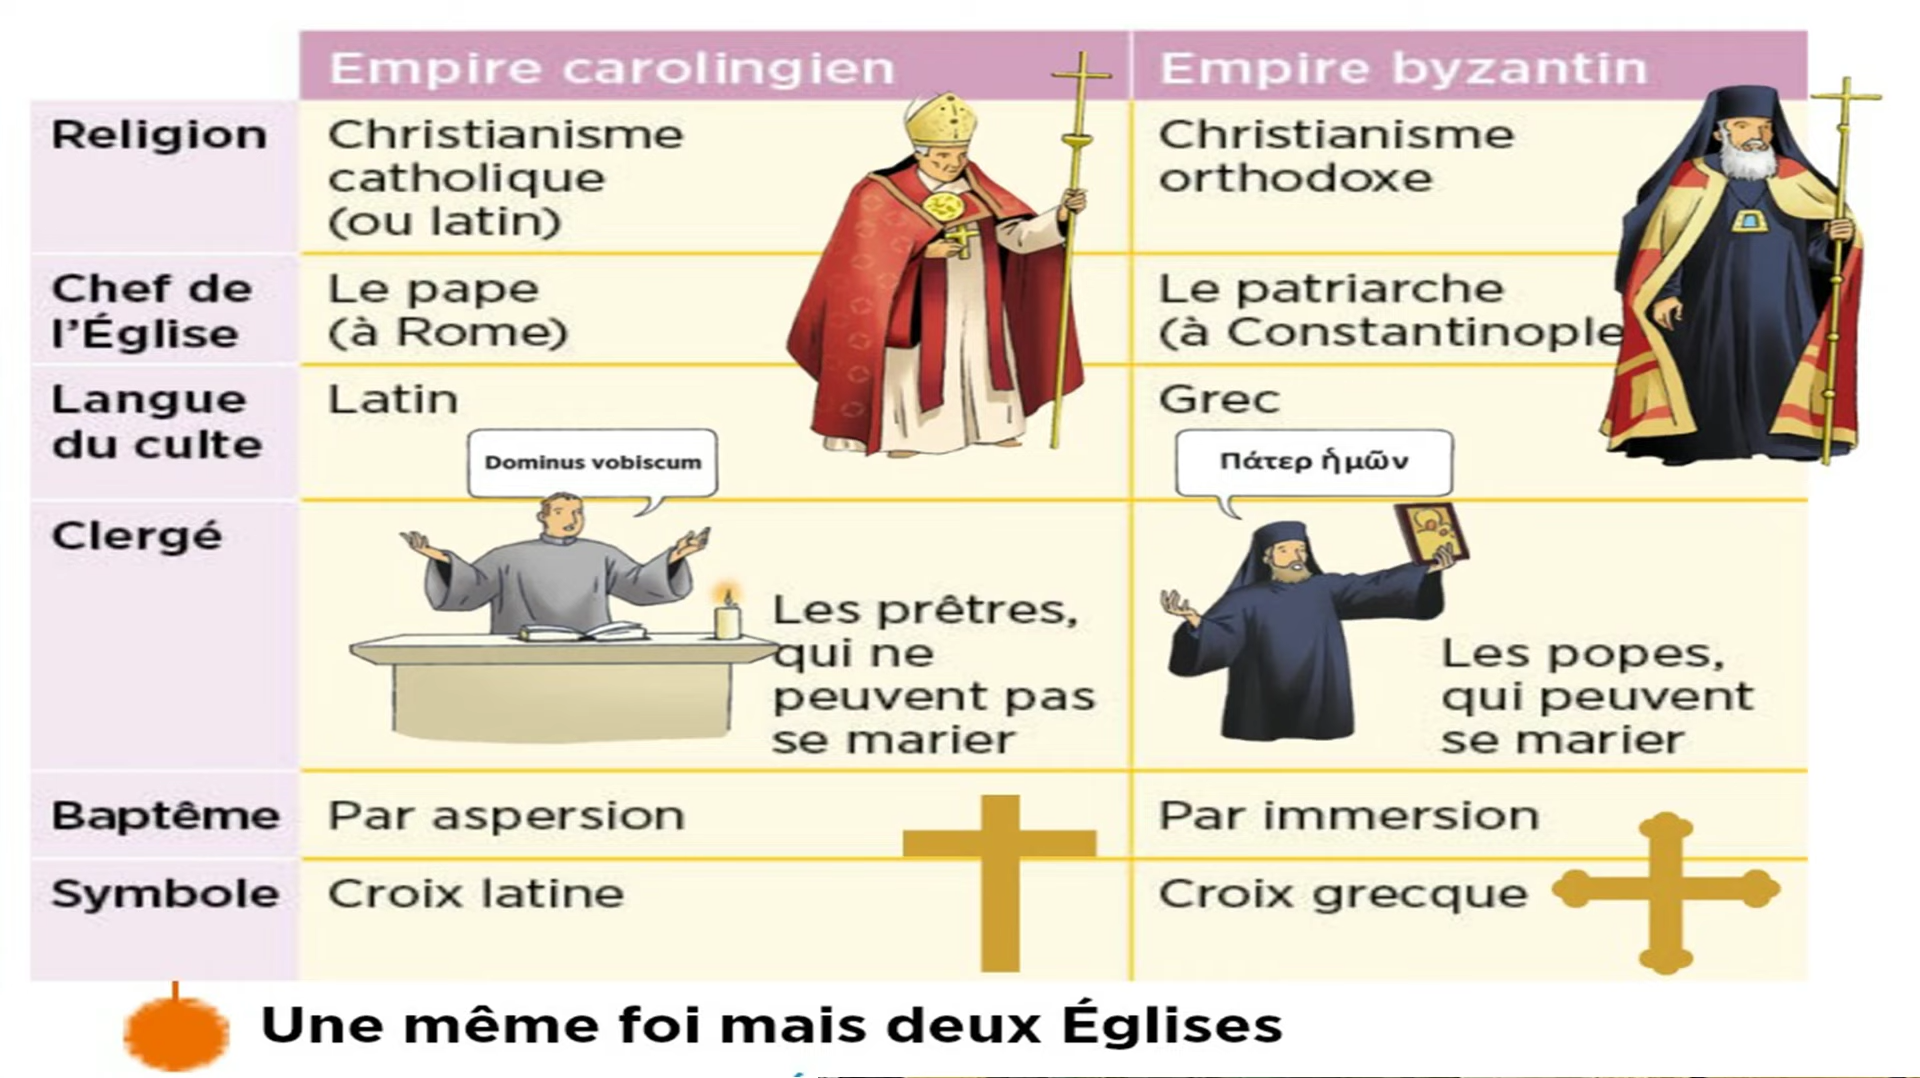 Empire carolingien
Empire byzantin
Religion
Christianisme
catholique
(ou latin)
Christianisme
orthodoxe
Chef de
l'Église
Le pape
(à Rome)
Le patriarche
(à Constantinople
Langue
du culte
Latin
Dominus vobiscum
Grec
Πάτερ ἡμῶν
Clergé
Les prêtres,
qui ne
peuvent pas
se marier
Les popes,
qui peuvent
se marier
Baptême
Par aspersion
Par immersion
Symbole
Croix latine
Croix grecque
Une même foi mais deux Églises